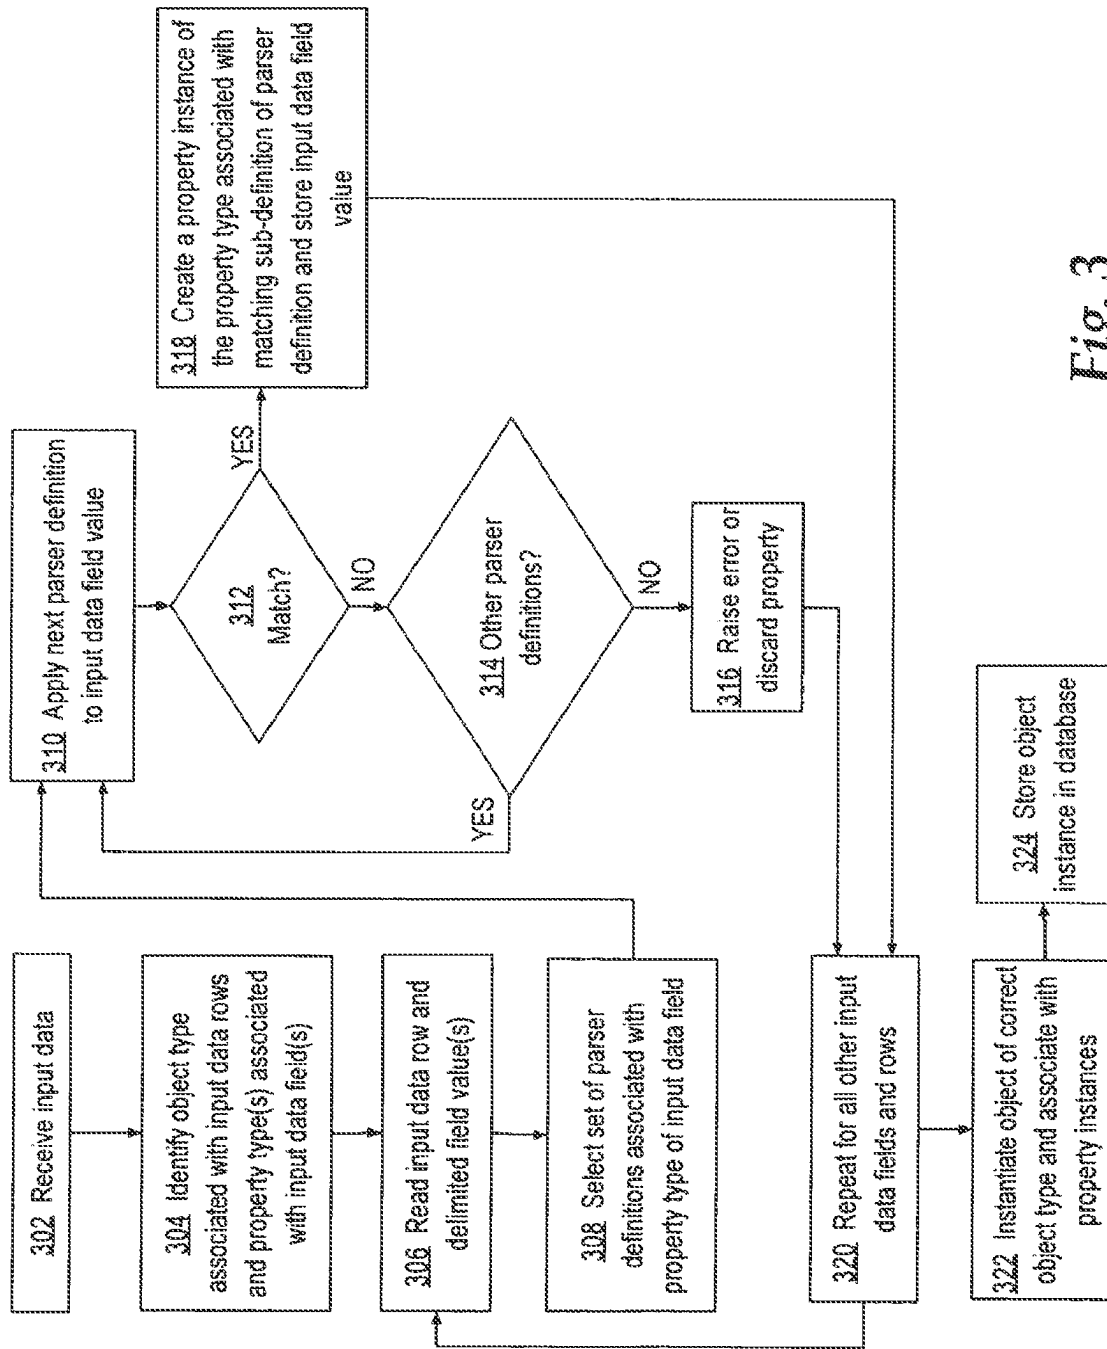 302 Receive input data
304 Identify object type
associated with input data rows
and property type(s) associated
with input data field(s)
306 Read input data row and
delimited field value(s)
308 Select set of parser
definitions associated with
property type of input data field
310 Apply next parser definition
to input data field value
312
Match?
YES
NO
314 Other parser
definitions?
YES
NO
316 Raise error or
discard property
318 Create a property instance of
the property type associated with
matching sub-definition of parser
definition and store input data field
value
320 Repeat for all other input
data fields and rows
322 Instantiate object of correct
object type and associate with
property instances
324 Store object
instance in database
Fig. 3